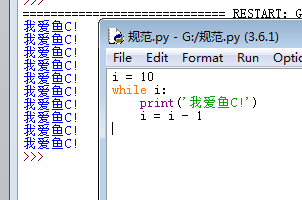 >>>
========================== RESTART: G
我爱鱼C!
我爱鱼C!
我爱鱼C!
我爱鱼C!
我爱鱼C!
我爱鱼C!
我爱鱼C!
我爱鱼C!
我爱鱼C!
我爱鱼C!
>>>
规范.py - G:/规范.py (3.6.1)
File Edit Format Run Option
i = 10
while i:
    print('我爱鱼C!')
    i = i - 1